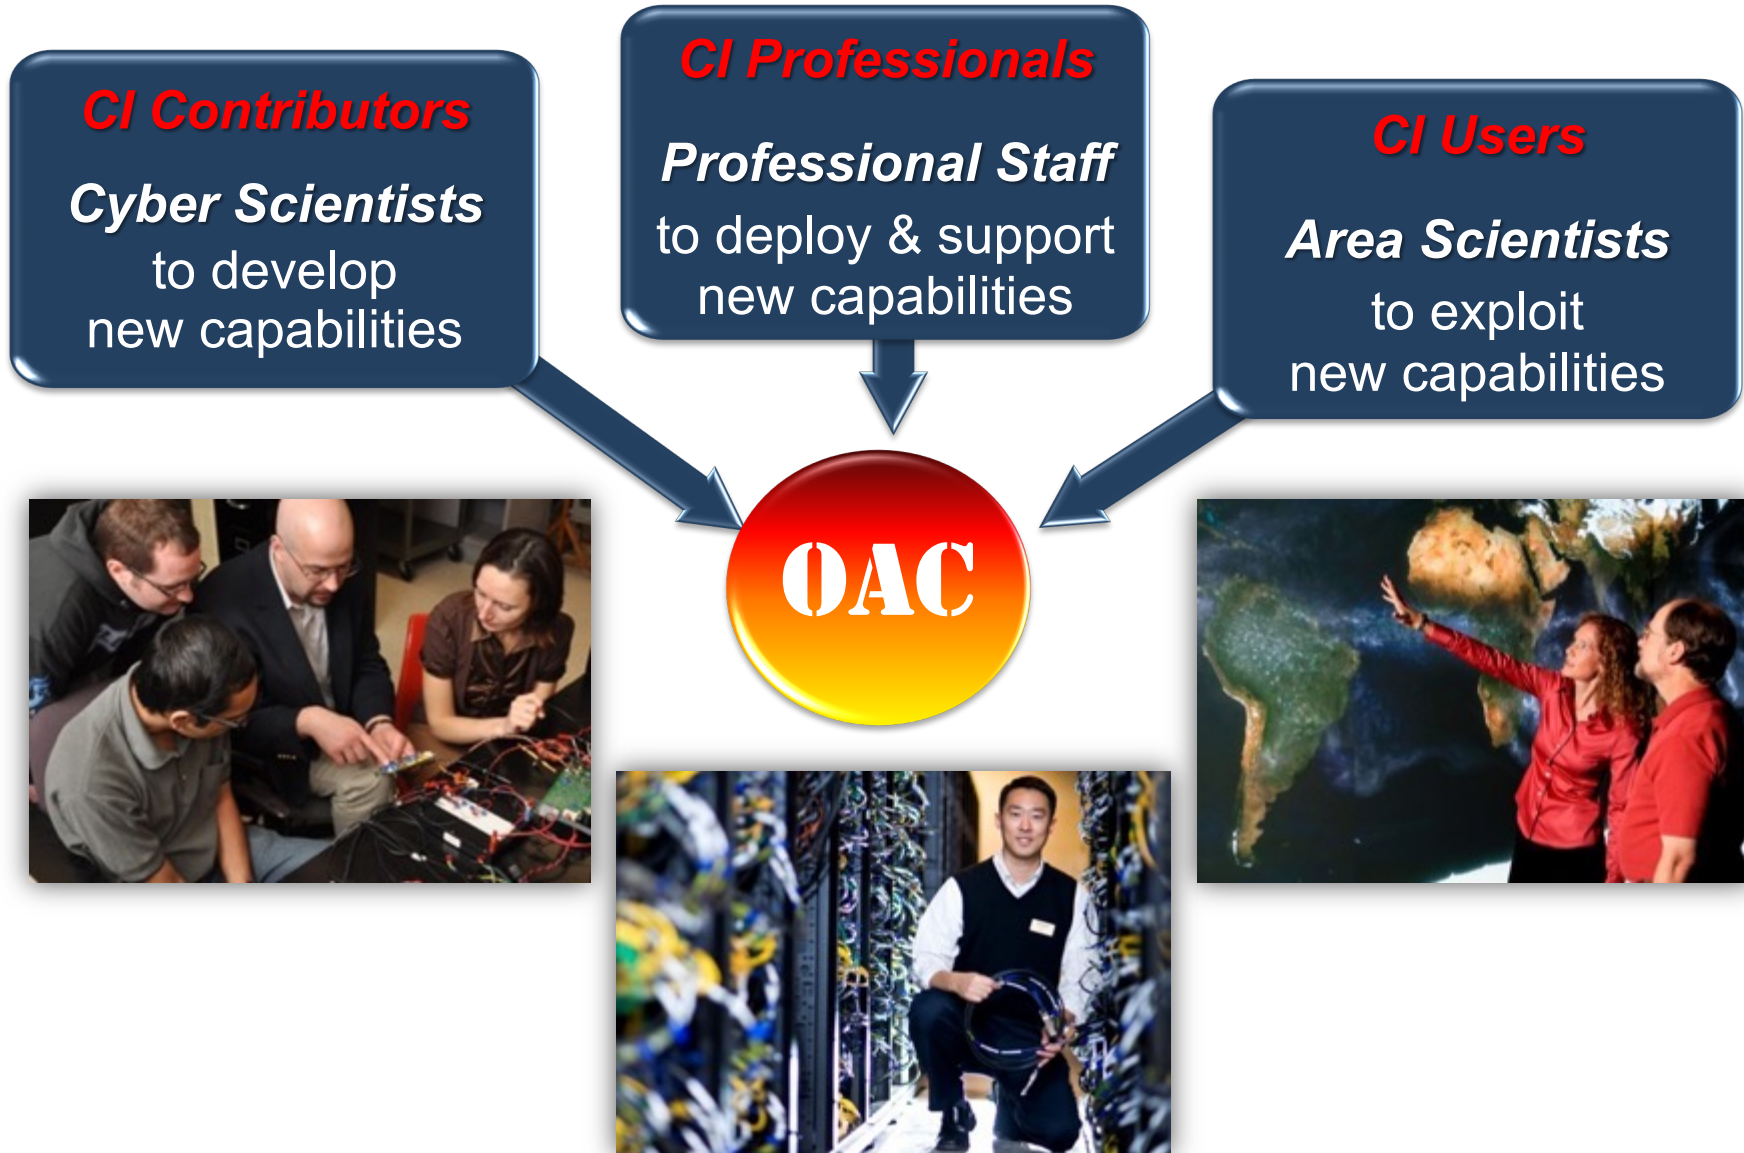 CI Contributors
Cyber Scientists
to develop
new capabilities
CI Professionals
Professional Staff
to deploy & support
new capabilities
CI Users
Area Scientists
to exploit
new capabilities
OAC